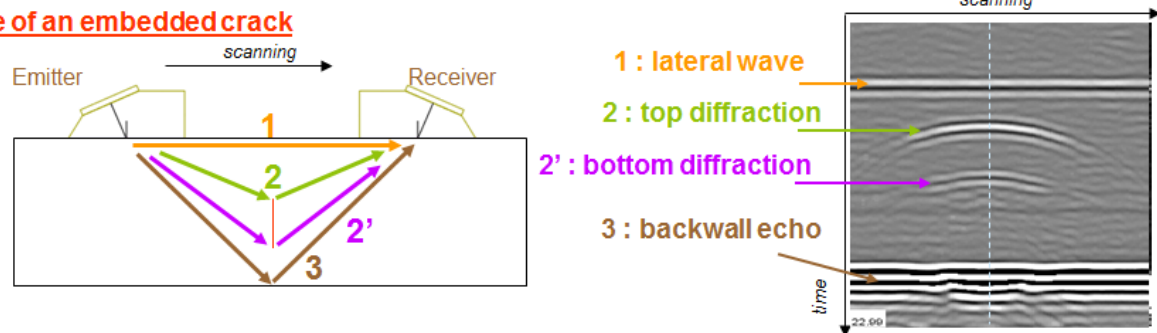 e of an embedded crack
scanning
Emitter
Receiver
1
2
2'
3
scanning
1 : lateral wave
2 : top diffraction
2' : bottom diffraction
3 : backwall echo
time
22.99